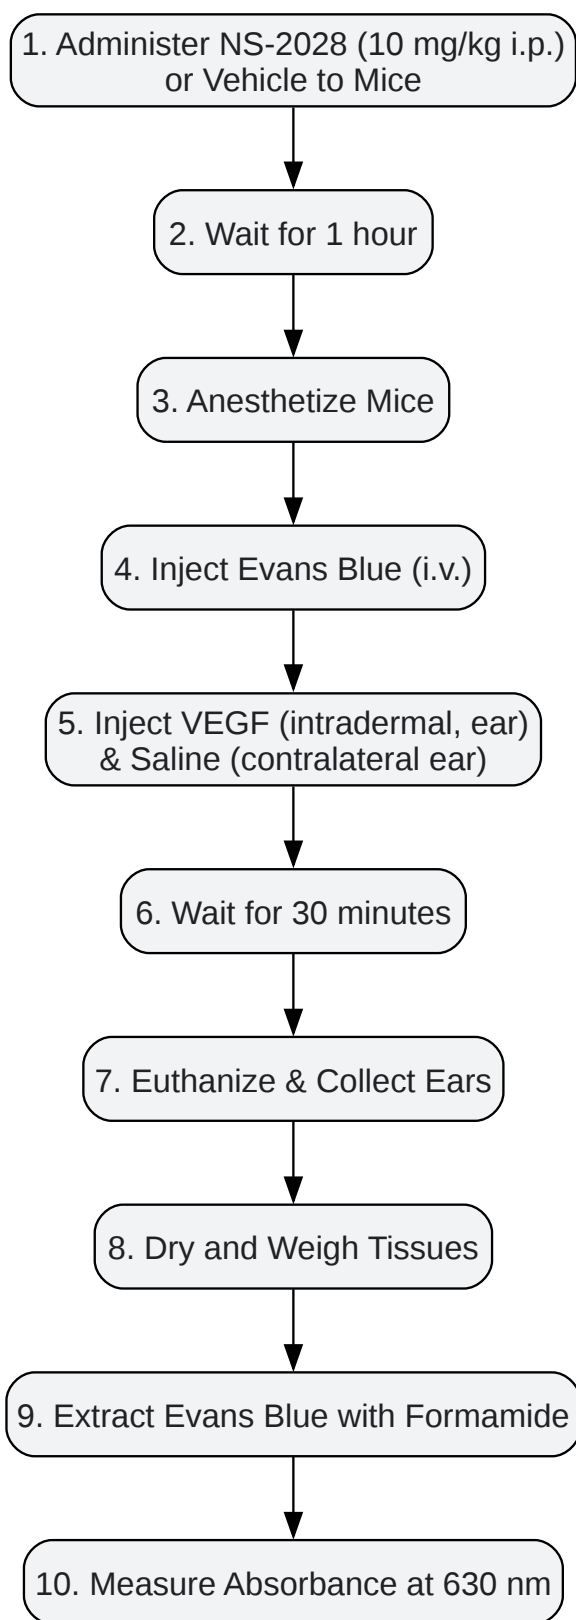 1. Administer NS-2028 (10 mg/kg i.p.)
or Vehicle to Mice
2. Wait for 1 hour
3. Anesthetize Mice
4. Inject Evans Blue (i.v.)
5. Inject VEGF (intradermal, ear)
& Saline (contralateral ear)
6. Wait for 30 minutes
7. Euthanize & Collect Ears
8. Dry and Weigh Tissues
9. Extract Evans Blue with Formamide
10. Measure Absorbance at 630 nm